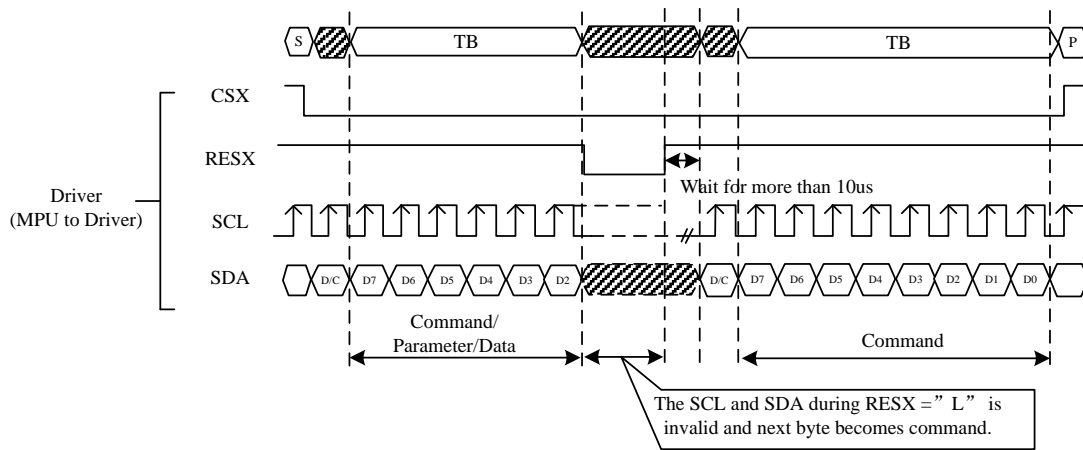 S TB TB P
CSX
RESX
Wait for more than 10us
Driver
(MPU to Driver)
SCL
SDA D/C D7 D6 D5 D4 D3 D2 D/C D7 D6 D5 D4 D3 D2 D1 D0
Command/
Parameter/Data
Command
The SCL and SDA during RESX =” L” is
invalid and next byte becomes command.